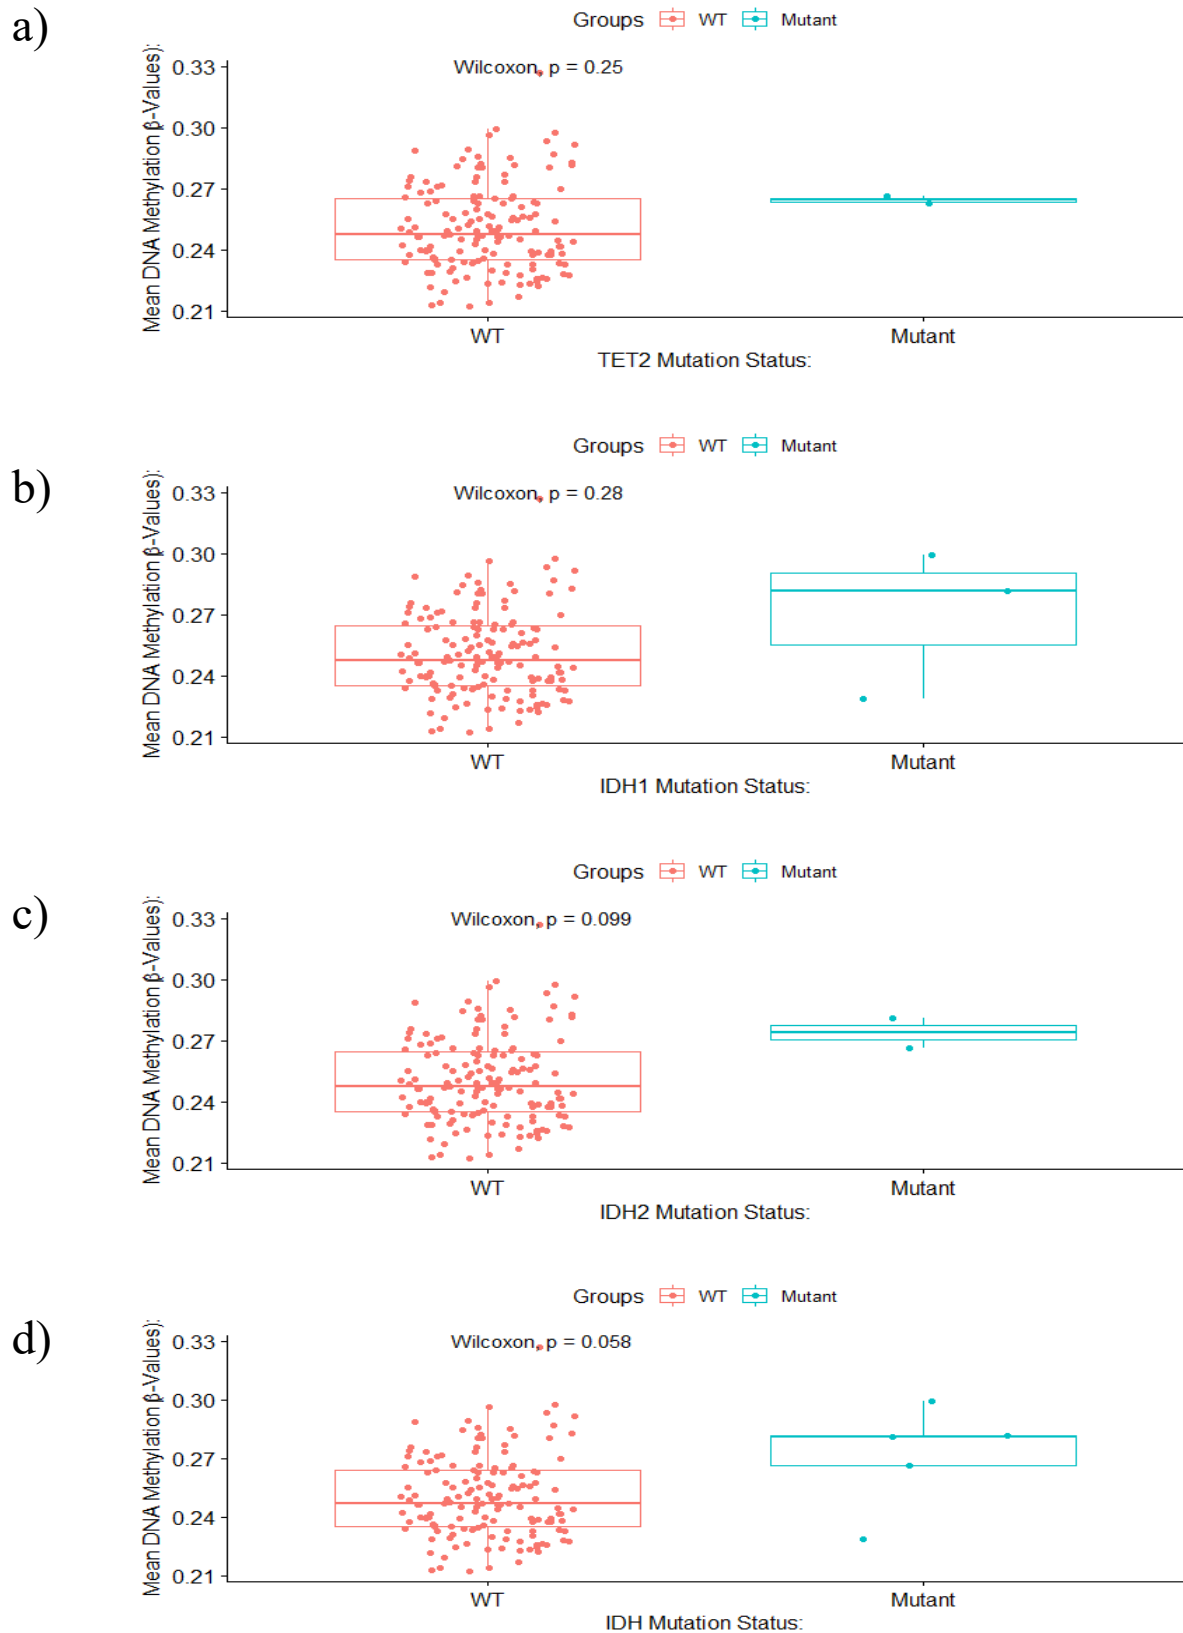 a)
Groups WT Mutant
Mean DNA Methylation β-Values):
0.33
0.30
0.27
0.24
0.21
Wilcoxon, p = 0.25
WT Mutant
TET2 Mutation Status:
b)
Groups WT Mutant
Mean DNA Methylation β-Values):
0.33
0.30
0.27
0.24
0.21
Wilcoxon, p = 0.28
WT Mutant
IDH1 Mutation Status:
c)
Groups WT Mutant
Mean DNA Methylation β-Values):
0.33
0.30
0.27
0.24
0.21
Wilcoxon, p = 0.099
WT Mutant
IDH2 Mutation Status:
d)
Groups WT Mutant
Mean DNA Methylation β-Values):
0.33
0.30
0.27
0.24
0.21
Wilcoxon, p = 0.058
WT Mutant
IDH Mutation Status: